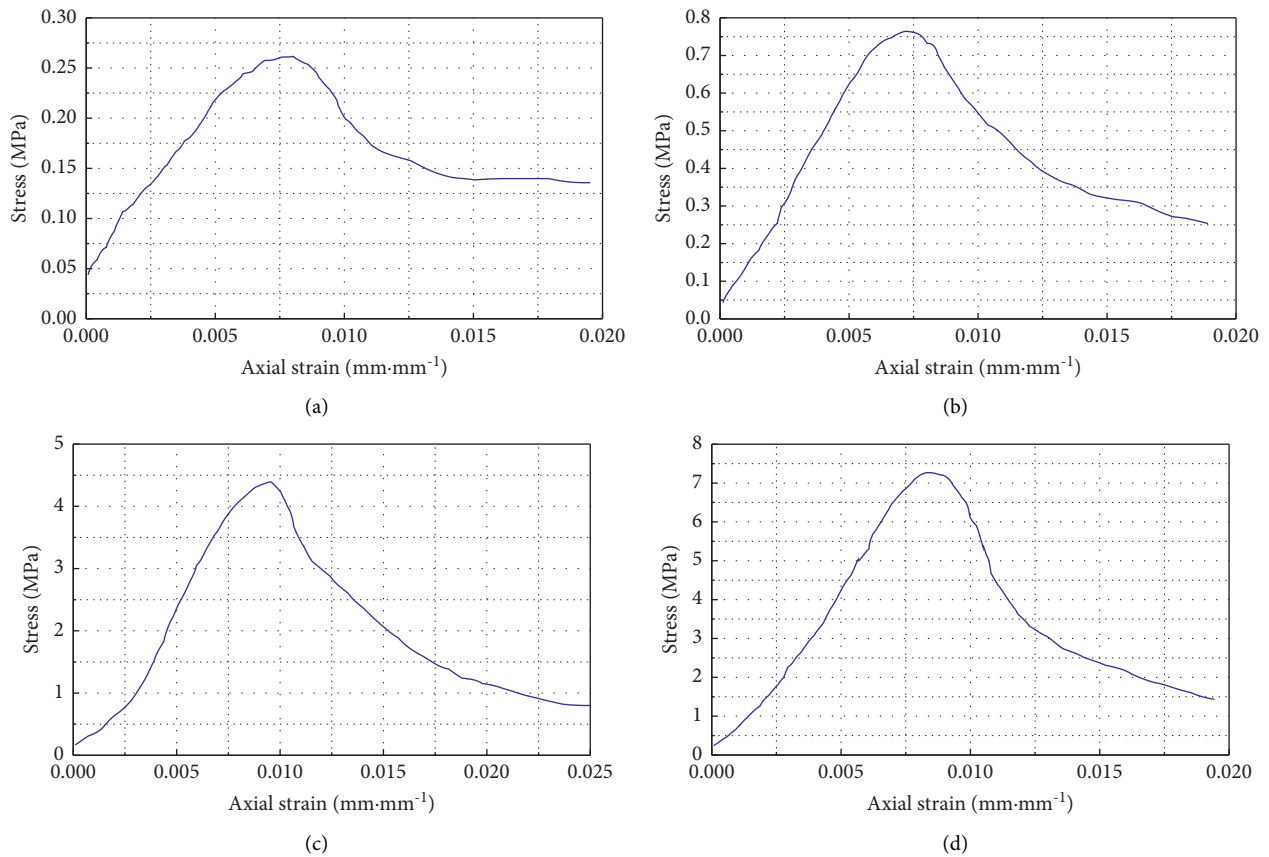 0.30
0.25
0.20
0.15
0.10
0.05
0.00
Stress (MPa)
0.000 0.005 0.010 0.015 0.020
Axial strain (mm·mm⁻¹)
(a)
0.8
0.7
0.6
0.5
0.4
0.3
0.2
0.1
0.0
Stress (MPa)
0.000 0.005 0.010 0.015 0.020
Axial strain (mm·mm⁻¹)
(b)
5
4
3
2
1
0
Stress (MPa)
0.000 0.005 0.010 0.015 0.020 0.025
Axial strain (mm·mm⁻¹)
(c)
8
7
6
5
4
3
2
1
0
Stress (MPa)
0.000 0.005 0.010 0.015 0.020
Axial strain (mm·mm⁻¹)
(d)